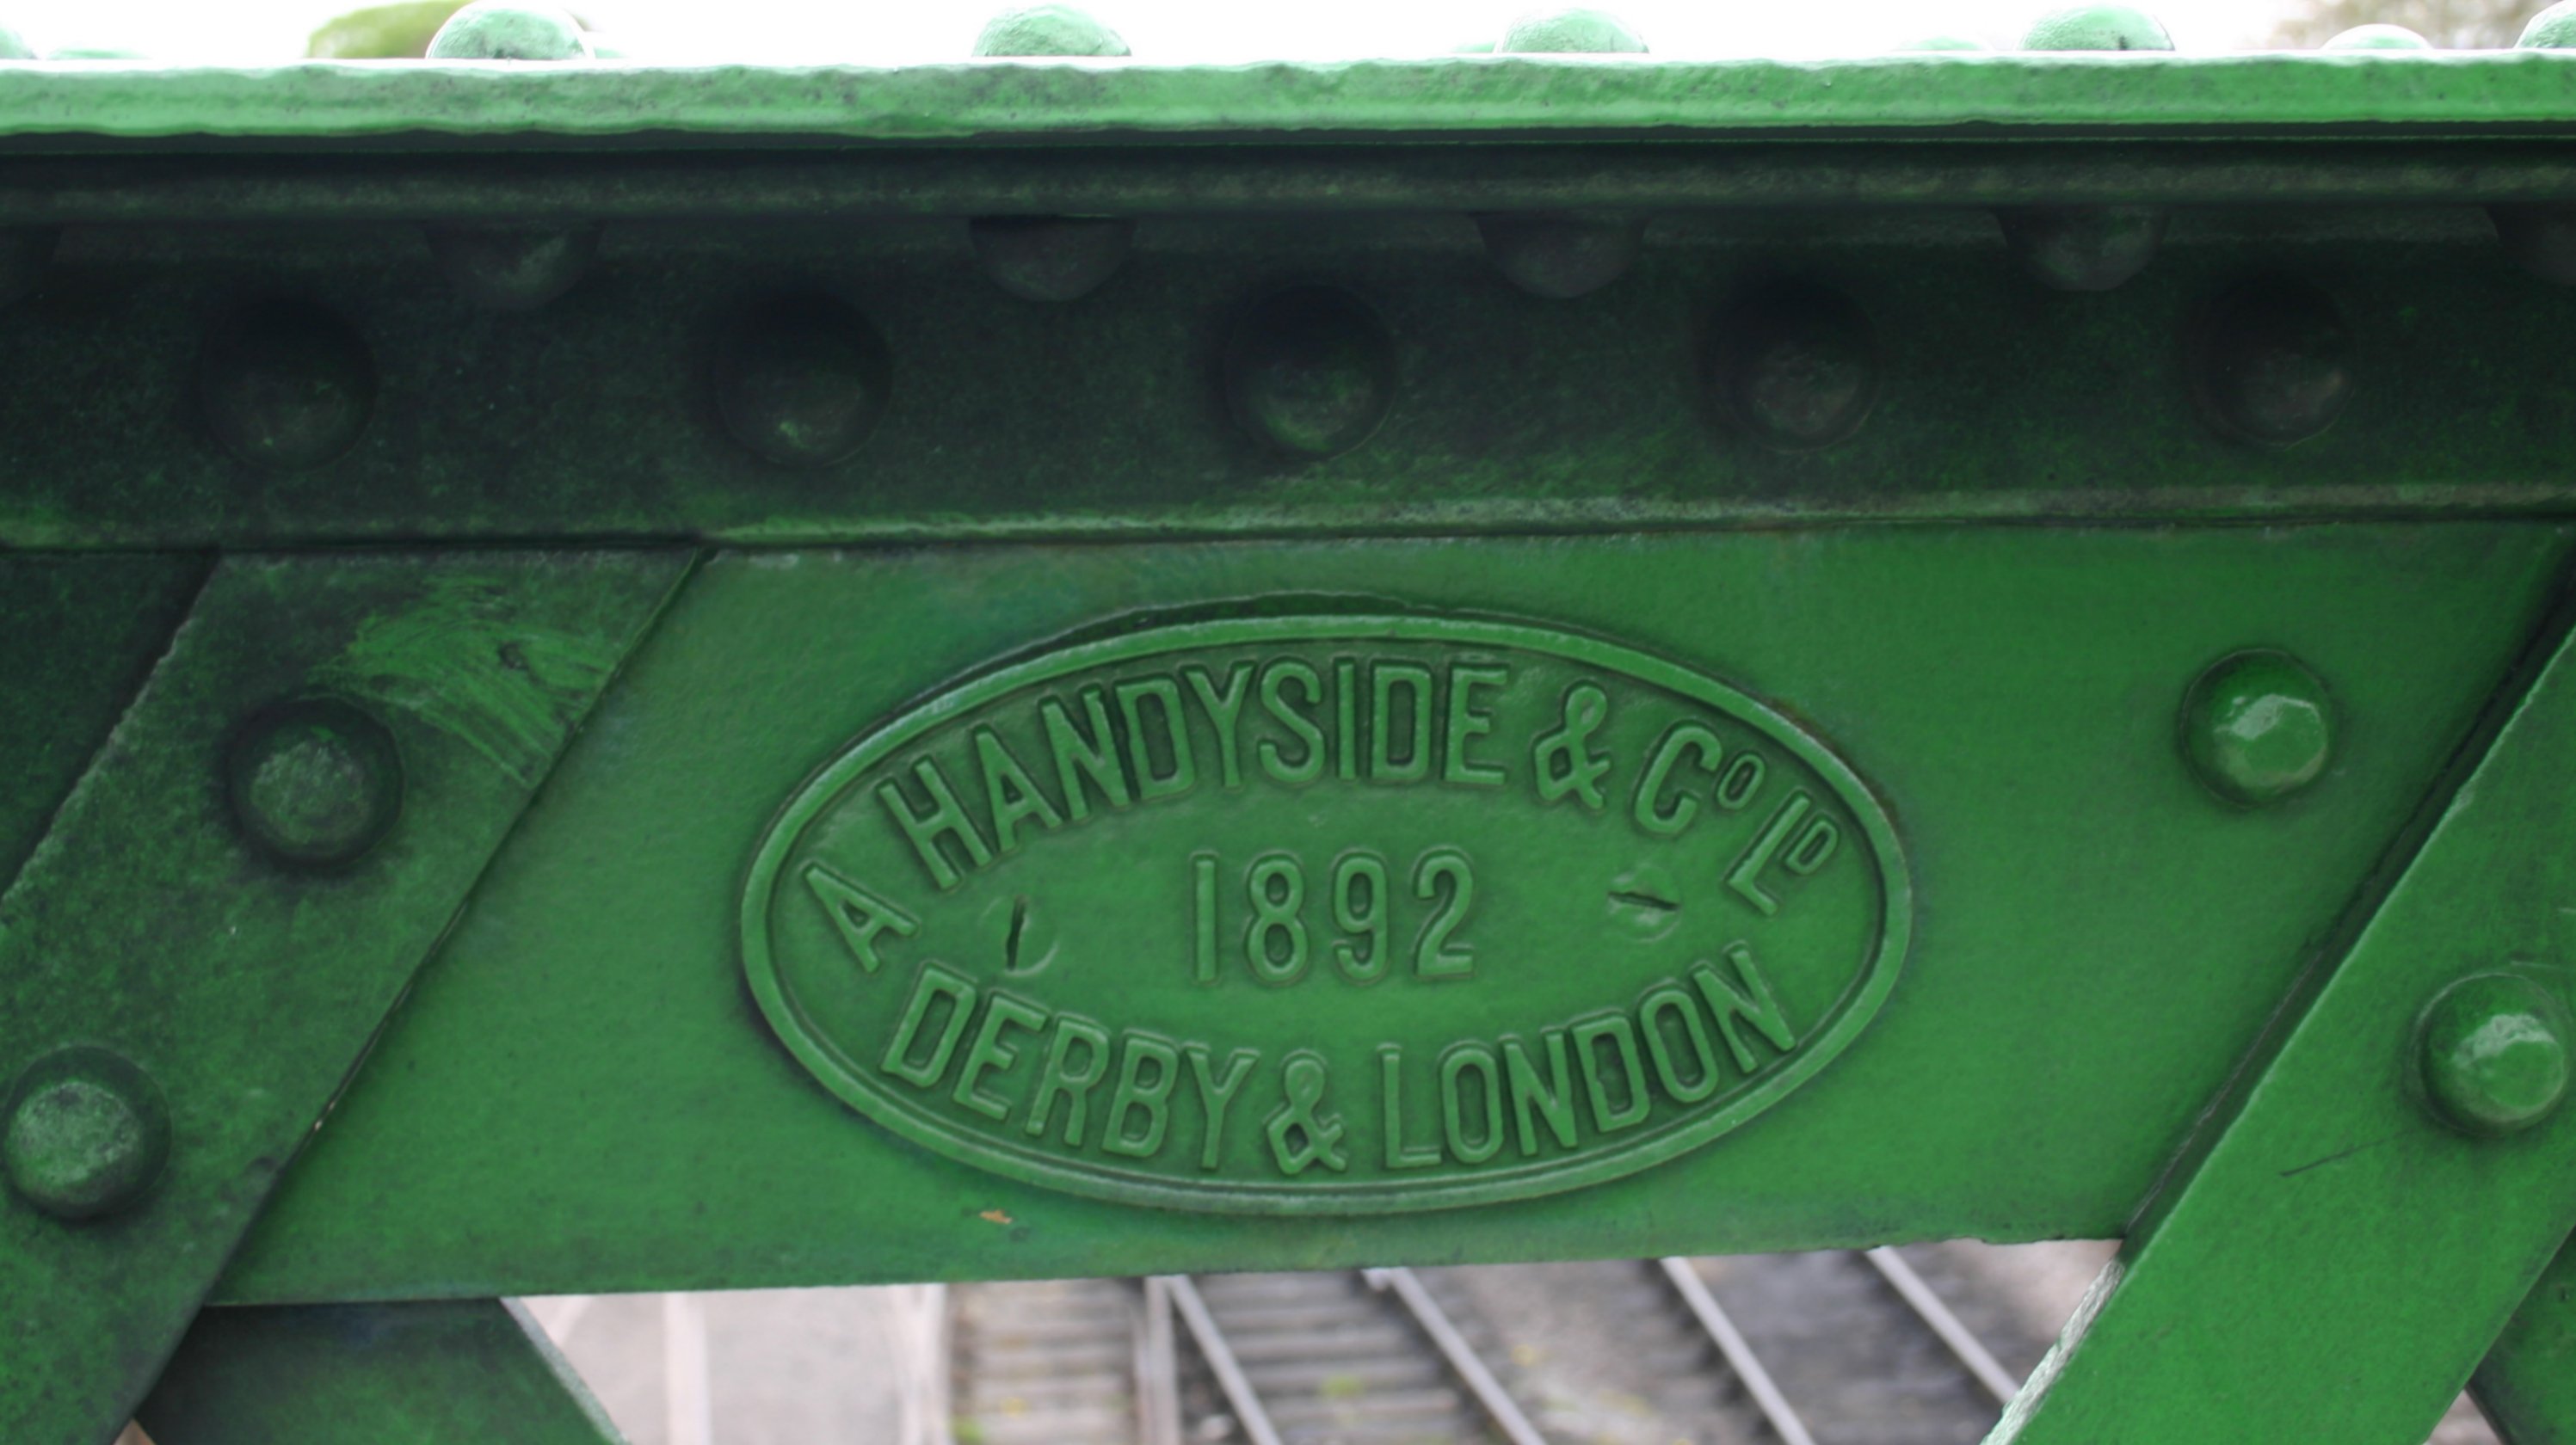 A HANDYSIDE & Co LD
1892
DERBY & LONDON